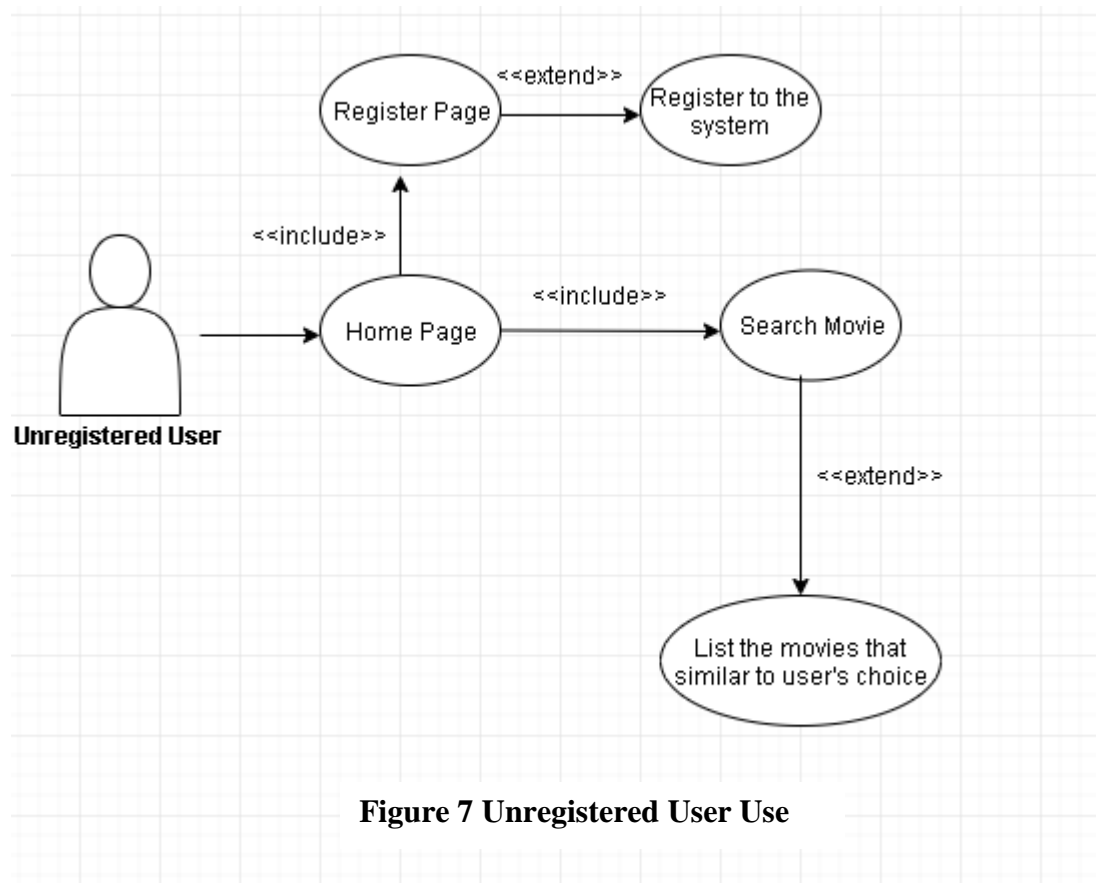 <<extend>>
Register Page
Register to the
system
<<include>>
<<include>>
Home Page
Search Movie
Unregistered User
<<extend>>
List the movies that
similar to user's choice
Figure 7 Unregistered User Use